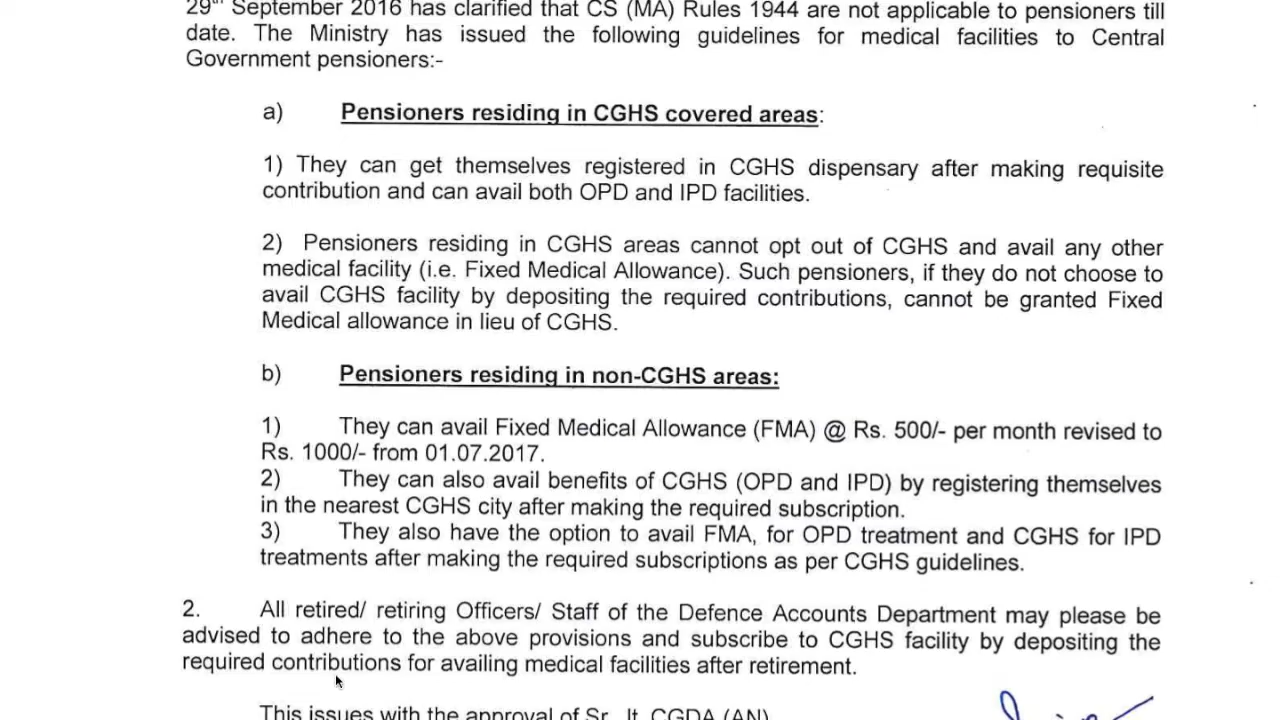 29th September 2016 has clarified that CS (MA) Rules 1944 are not applicable to pensioners till
date. The Ministry has issued the following guidelines for medical facilities to Central
Government pensioners:-
a) Pensioners residing in CGHS covered areas:
1) They can get themselves registered in CGHS dispensary after making requisite
contribution and can avail both OPD and IPD facilities.
2) Pensioners residing in CGHS areas cannot opt out of CGHS and avail any other
medical facility (i.e. Fixed Medical Allowance). Such pensioners, if they do not choose to
avail CGHS facility by depositing the required contributions, cannot be granted Fixed
Medical allowance in lieu of CGHS.
b) Pensioners residing in non-CGHS areas:
1) They can avail Fixed Medical Allowance (FMA) @ Rs. 500/- per month revised to
Rs. 1000/- from 01.07.2017.
2) They can also avail benefits of CGHS (OPD and IPD) by registering themselves
in the nearest CGHS city after making the required subscription.
3) They also have the option to avail FMA, for OPD treatment and CGHS for IPD
treatments after making the required subscriptions as per CGHS guidelines.
2. All retired/ retiring Officers/ Staff of the Defence Accounts Department may please be
advised to adhere to the above provisions and subscribe to CGHS facility by depositing the
required contributions for availing medical facilities after retirement.
This issues with the approval of Sr. Jt. CGDA (AN)